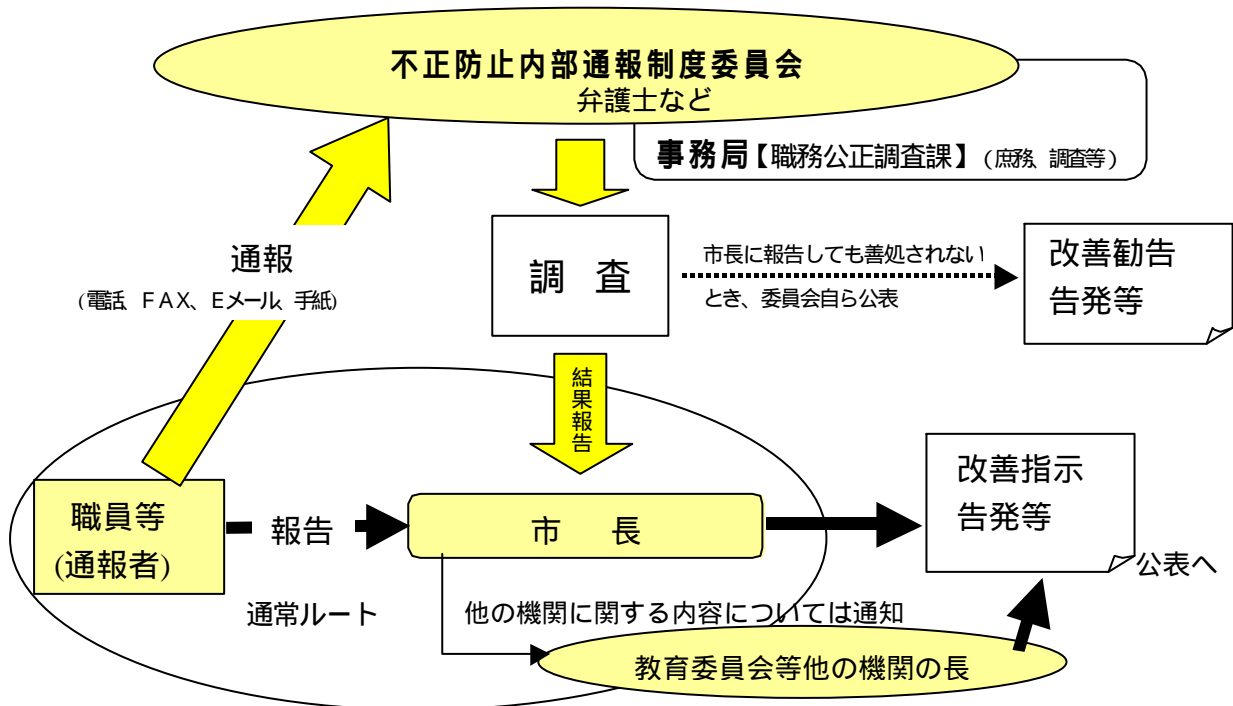 不正防止内部通報制度委員会
弁護士など
事務局【職務公正調査課】(庶務、調査等)
通報
(電話、FAX、Eメール、手紙)
調 査
市長に報告しても善処されない
とき、委員会自ら公表
改善勧告
告発等
結果報告
職員等
(通報者)
報告
通常ルート
市 長
改善指示
告発等
公表へ
他の機関に関する内容については通知
教育委員会等他の機関の長